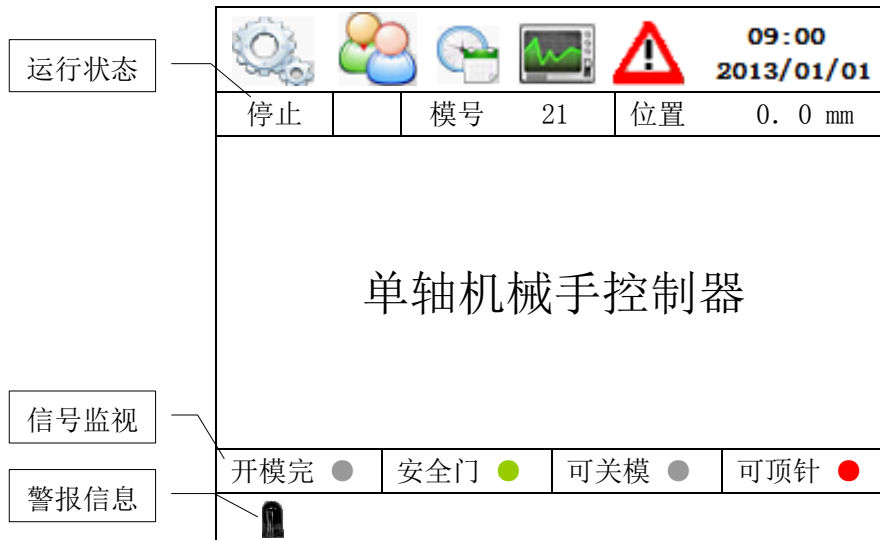 09:00
2013/01/01
运行状态
停止 模号 21 位置 0. 0 mm
单轴机械手控制器
信号监视
开模完 安全门 可关模 可顶针
警报信息